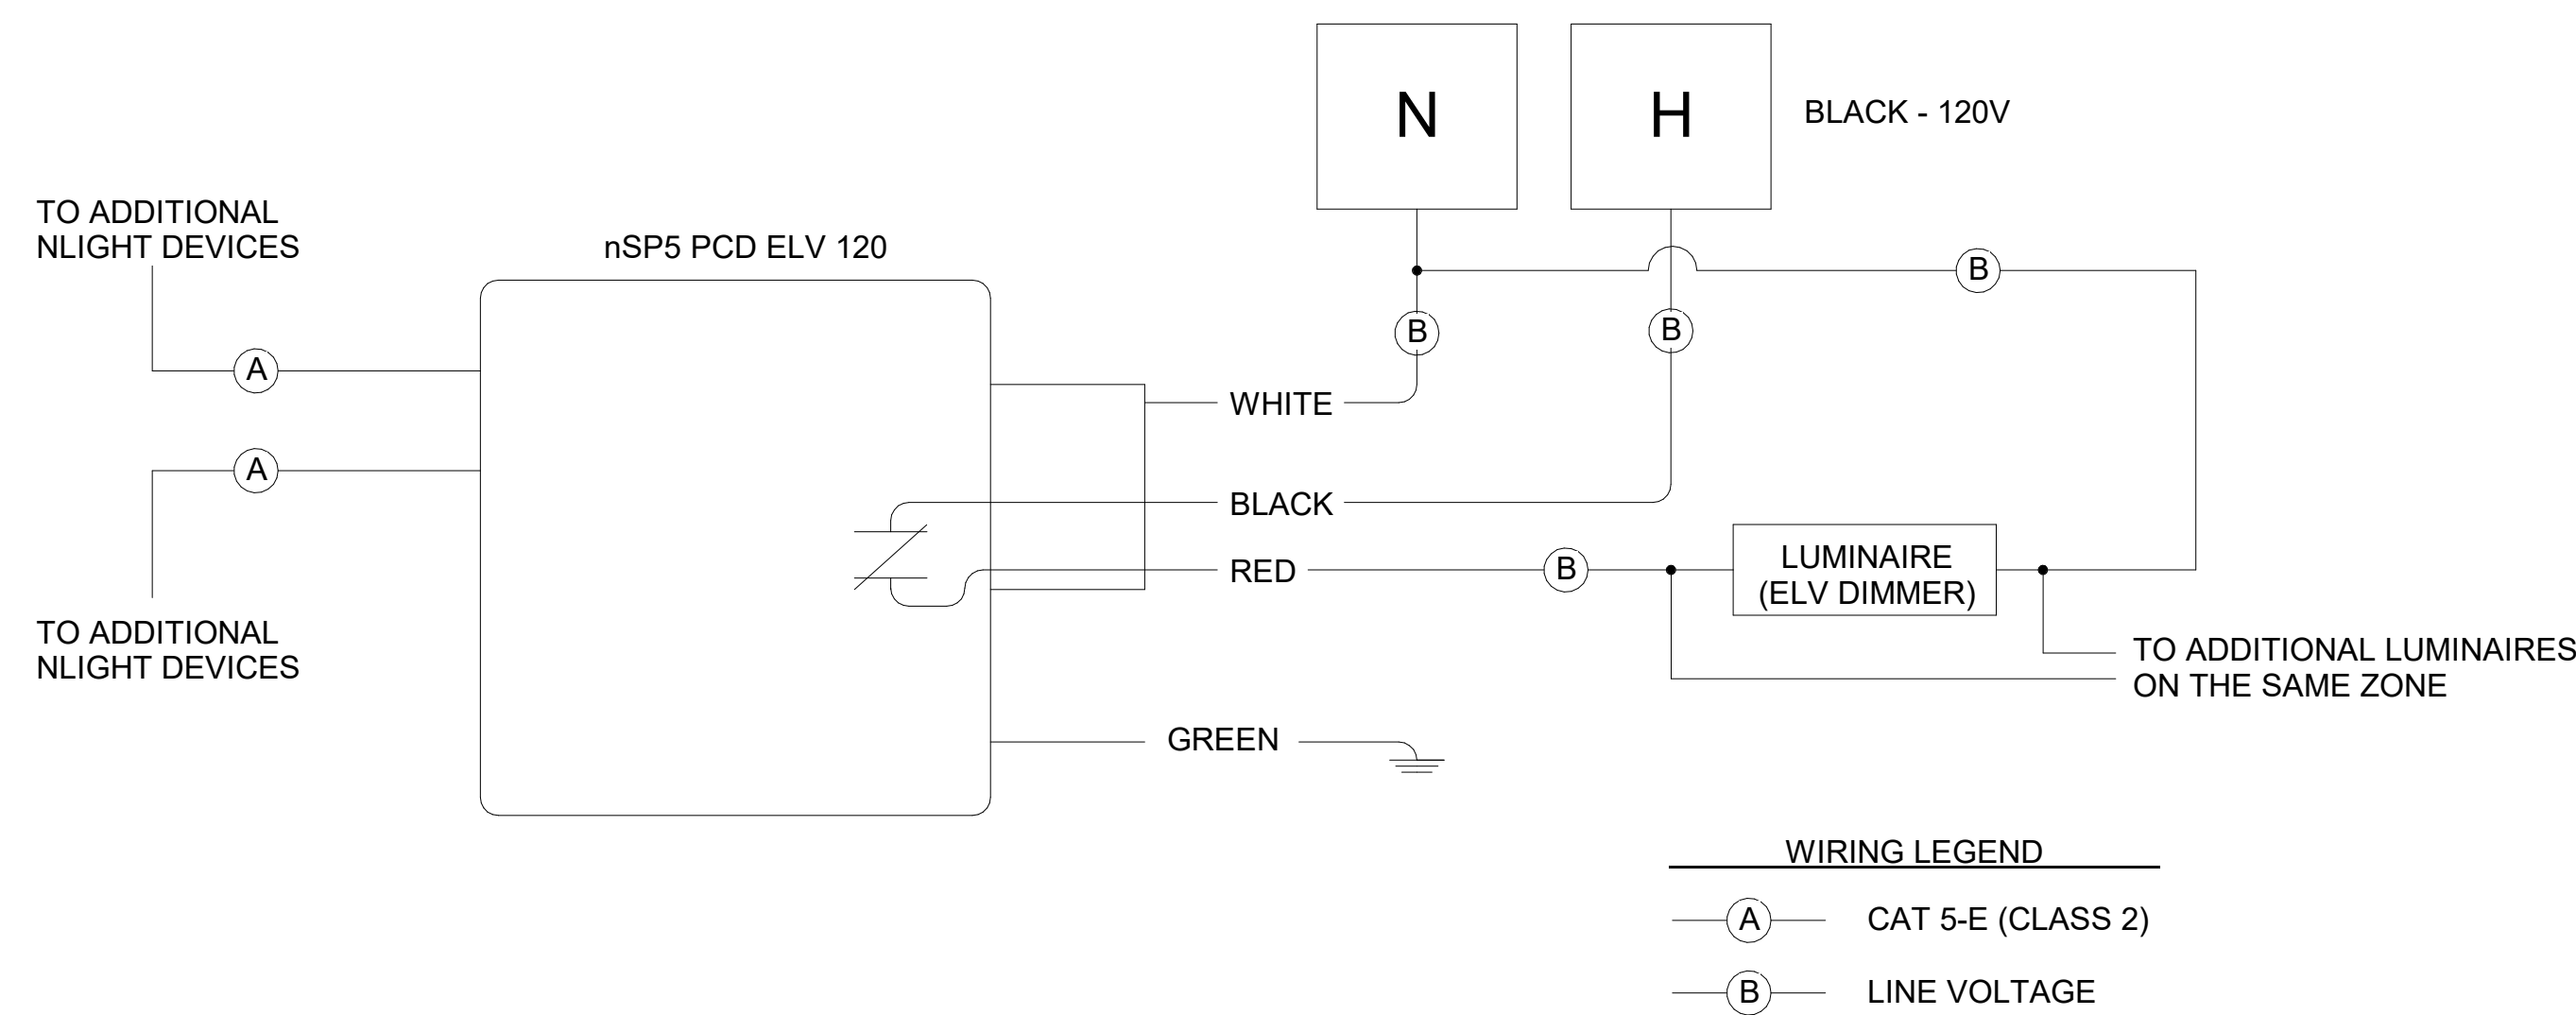 N
H
BLACK - 120V
TO ADDITIONAL
NLIGHT DEVICES
nSP5 PCD ELV 120
B
B
B
A
WHITE
A
BLACK
RED
B
LUMINAIRE
(ELV DIMMER)
TO ADDITIONAL
NLIGHT DEVICES
TO ADDITIONAL LUMINAIRES
ON THE SAME ZONE
GREEN
WIRING LEGEND
A CAT 5-E (CLASS 2)
B LINE VOLTAGE